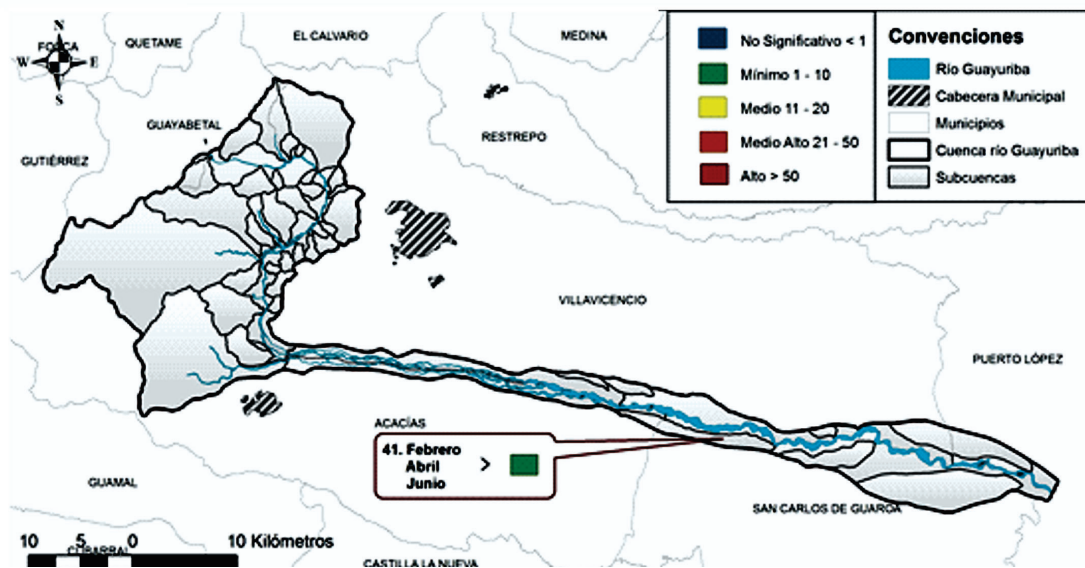 N
W E
S
FOSCA
QUETAME
EL CALVARIO
MEDINA
GUAYABETAL
RESTREPO
GUTIÉRREZ
No Significativo < 1
Mínimo 1 - 10
Medio 11 - 20
Medio Alto 21 - 50
Alto > 50
Convenciones
Río Guayuriba
Cabecera Municipal
Municipios
Cuenca río Guayuriba
Subcuencas
VILLAVICENCIO
PUERTO LÓPEZ
ACACÍAS
41. Febrero
Abril >
Junio
GUAMAL
SAN CARLOS DE GUAROA
10 5 0 10 Kilómetros
CUBARRAL
CASTILLA LA NUEVA